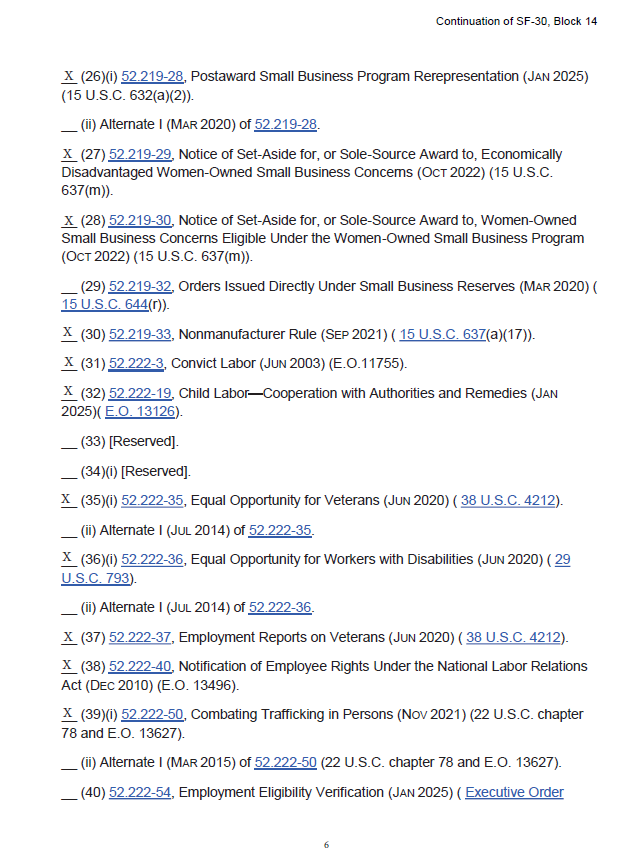 Continuation of SF-30, Block 14
X (26)(i) 52.219-28, Postaward Small Business Program Rerepresentation (JAN 2025)
(15 U.S.C. 632(a)(2)).
__ (ii) Alternate I (MAR 2020) of 52.219-28.
X (27) 52.219-29, Notice of Set-Aside for, or Sole-Source Award to, Economically
Disadvantaged Women-Owned Small Business Concerns (OCT 2022) (15 U.S.C.
637(m)).
X (28) 52.219-30, Notice of Set-Aside for, or Sole-Source Award to, Women-Owned
Small Business Concerns Eligible Under the Women-Owned Small Business Program
(OCT 2022) (15 U.S.C. 637(m)).
__ (29) 52.219-32, Orders Issued Directly Under Small Business Reserves (MAR 2020) (
15 U.S.C. 644(r)).
X (30) 52.219-33, Nonmanufacturer Rule (SEP 2021) ( 15 U.S.C. 637(a)(17)).
X (31) 52.222-3, Convict Labor (JUN 2003) (E.O.11755).
X (32) 52.222-19, Child Labor—Cooperation with Authorities and Remedies (JAN
2025)( E.O. 13126).
__ (33) [Reserved].
__ (34)(i) [Reserved].
X (35)(i) 52.222-35, Equal Opportunity for Veterans (JUN 2020) ( 38 U.S.C. 4212).
__ (ii) Alternate I (JUL 2014) of 52.222-35.
X (36)(i) 52.222-36, Equal Opportunity for Workers with Disabilities (JUN 2020) ( 29
U.S.C. 793).
__ (ii) Alternate I (JUL 2014) of 52.222-36.
X (37) 52.222-37, Employment Reports on Veterans (JUN 2020) ( 38 U.S.C. 4212).
X (38) 52.222-40, Notification of Employee Rights Under the National Labor Relations
Act (DEC 2010) (E.O. 13496).
X (39)(i) 52.222-50, Combating Trafficking in Persons (NOV 2021) (22 U.S.C. chapter
78 and E.O. 13627).
__ (ii) Alternate I (MAR 2015) of 52.222-50 (22 U.S.C. chapter 78 and E.O. 13627).
__ (40) 52.222-54, Employment Eligibility Verification (JAN 2025) ( Executive Order
6